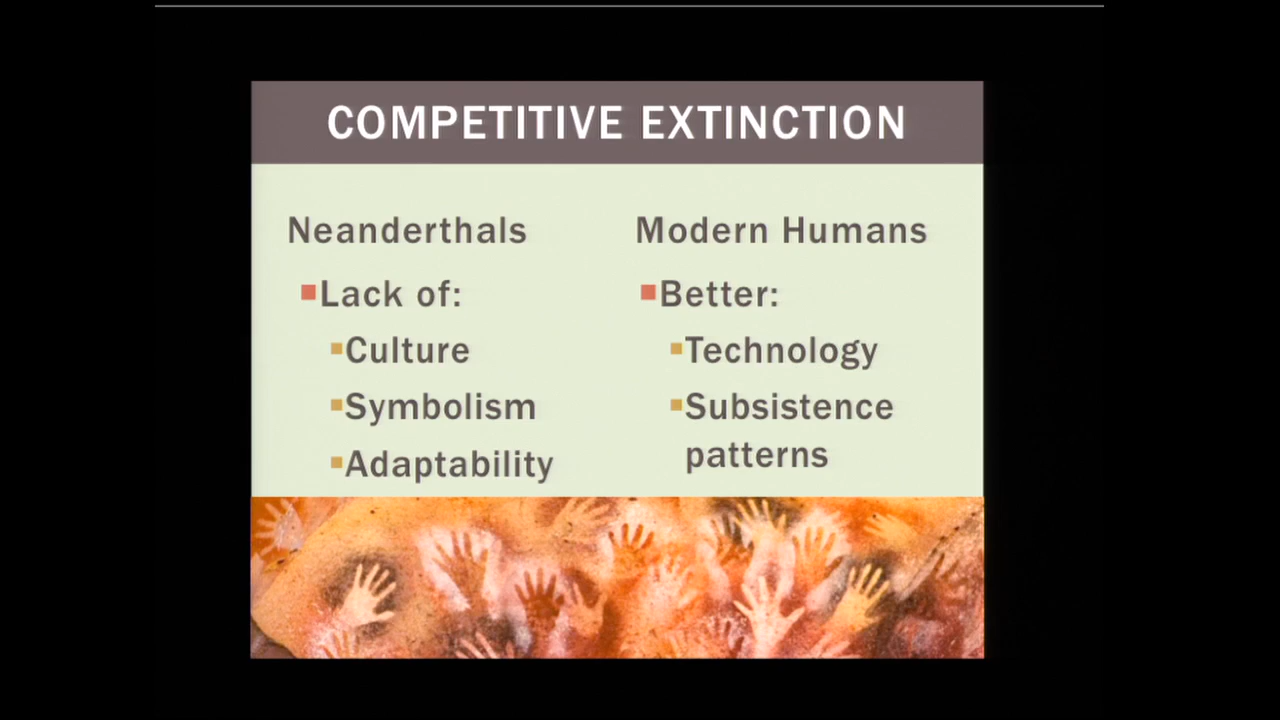 COMPETITIVE EXTINCTION
Neanderthals
Lack of:
Culture
Symbolism
Adaptability
Modern Humans
Better:
Technology
Subsistence
patterns